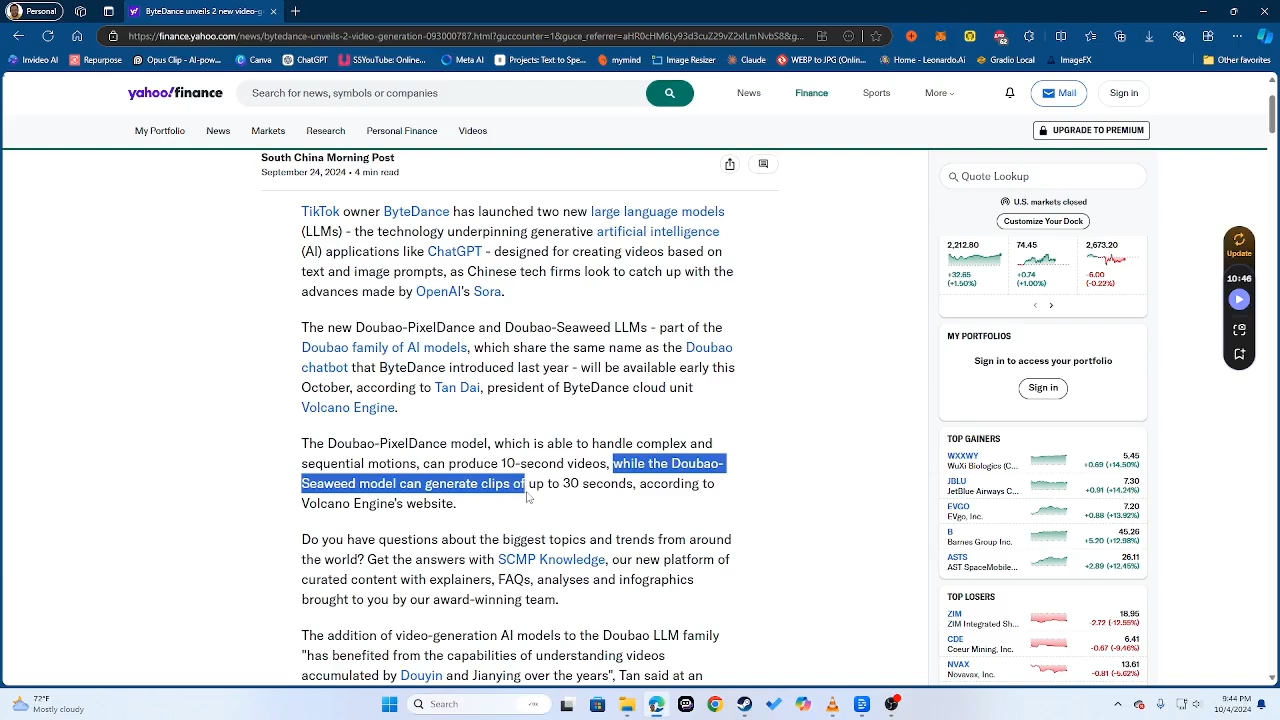 Personal
ByteDance unveils 2 new video-g
https://finance.yahoo.com/news/bytedance-unveils-2-video-generation-093000787.html?guccounter=1&guce_referrer=
Invideo AI
Repurpose
Opus Clip - AI-pow...
Canva
ChatGPT
SSYouTube: Online...
Meta AI
Projects Text to Spe...
mymind
Image Resizer
Claude
WEBP to JPG (Onlin...
Home - Leonardo.Ai
Gradio Local
ImageFX
Other favorites
yahoo!finance
Search for news, symbols or companies
News
Finance
Sports
More
Mail
Sign in
My Portfolio
News
Markets
Research
Personal Finance
Videos
UPGRADE TO PREMIUM
South China Morning Post
September 24, 2024 • 4 min read
TikTok owner ByteDance has launched two new large language models
(LLMs) - the technology underpinning generative artificial intelligence
(AI) applications like ChatGPT - designed for creating videos based on
text and image prompts, as Chinese tech firms look to catch up with the
advances made by OpenAI's Sora.
The new Doubao-PixelDance and Doubao-Seaweed LLMs - part of the
Doubao family of AI models, which share the same name as the Doubao
chatbot that ByteDance introduced last year - will be available early this
October, according to Tan Dai, president of ByteDance cloud unit
Volcano Engine.
The Doubao-PixelDance model, which is able to handle complex and
sequential motions, can produce 10-second videos, while the Doubao-
Seaweed model can generate clips of up to 30 seconds, according to
Volcano Engine's website.
Do you have questions about the biggest topics and trends from around
the world? Get the answers with SCMP Knowledge, our new platform of
curated content with explainers, FAQs, analyses and infographics
brought to you by our award-winning team.
The addition of video-generation AI models to the Doubao LLM family
"has benefited from the capabilities of understanding videos
accumulated by Douyin and Jianying over the years", Tan said at an
Quote Lookup
U.S. markets closed
Customize Your Dock
2,212.80
74.45
2,673.20
+32.65
+0.74
-6.00
(+1.50%)
(+1.00%)
(-0.22%)
MY PORTFOLIOS
Sign in to access your portfolio
Sign in
TOP GAINERS
WXXWY 5.45
WuXi Biologics (C... +0.69 (+14.50%)
JBLU 7.30
JetBlue Airways C... +0.91 (+14.24%)
EVGO 7.20
EVgo, Inc. +0.88 (+13.92%)
B 45.26
Barnes Group Inc. +5.20 (+12.98%)
ASTS 26.11
AST SpaceMobile... +2.89 (+12.45%)
TOP LOSERS
ZIM 18.95
ZIM Integrated Sh... -2.72 (-12.55%)
CDE 6.41
Coeur Mining, Inc. -0.67 (-9.46%)
NVAX 13.61
Novavax, Inc. -0.81 (-5.62%)
Update
10:46
72°F
Mostly cloudy
Search
9:44 PM
10/4/2024